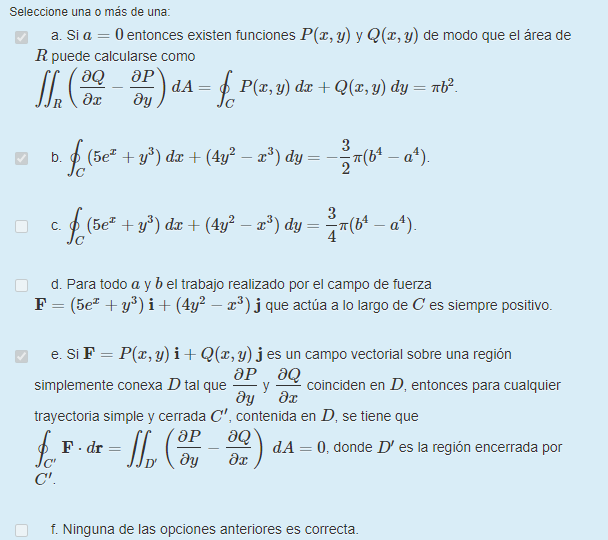 Seleccione una o más de una:
a. Si $a = 0$ entonces existen funciones $P(x, y)$ y $Q(x, y)$ de modo que el área de
$R$ puede calcularse como
$\iint_R \left( \frac{\partial Q}{\partial x} - \frac{\partial P}{\partial y} \right) dA = \oint_C P(x, y) \, dx + Q(x, y) \, dy = \pi b^2.$
b. $\oint_C (5e^x + y^3) \, dx + (4y^2 - x^3) \, dy = -\frac{3}{2}\pi(b^4 - a^4).$
c. $\oint_C (5e^x + y^3) \, dx + (4y^2 - x^3) \, dy = \frac{3}{4}\pi(b^4 - a^4).$
d. Para todo $a$ y $b$ el trabajo realizado por el campo de fuerza
$\mathbf{F} = (5e^x + y^3) \, \mathbf{i} + (4y^2 - x^3) \, \mathbf{j}$ que actúa a lo largo de $C$ es siempre positivo.
e. Si $\mathbf{F} = P(x, y) \, \mathbf{i} + Q(x, y) \, \mathbf{j}$ es un campo vectorial sobre una región
simplemente conexa $D$ tal que $\frac{\partial P}{\partial y}$ y $\frac{\partial Q}{\partial x}$ coinciden en $D$, entonces para cualquier
trayectoria simple y cerrada $C'$, contenida en $D$, se tiene que
$\oint_{C'} \mathbf{F} \cdot d\mathbf{r} = \iint_{D'} \left( \frac{\partial P}{\partial y} - \frac{\partial Q}{\partial x} \right) \, dA = 0$, donde $D'$ es la región encerrada por
$C'$.
f. Ninguna de las opciones anteriores es correcta.